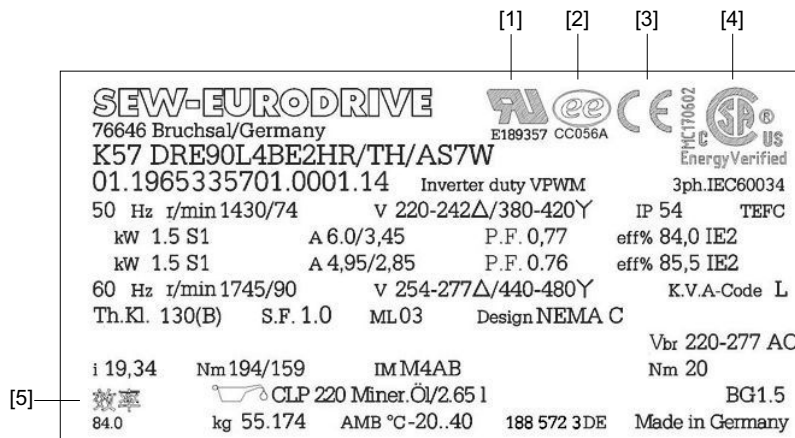 [1] [2] [3] [4]
SEW-EURODRIVE
76646 Bruchsal/Germany
E189357 CC056A EMC170602 C US
Energy Verified
K57 DRE90L4BE2HR/TH/AS7W
01.1965335701.0001.14 Inverter duty VPWM 3ph.IEC60034
50 Hz r/min 1430/74 V 220-242Δ/380-420Y IP 54 TEFC
kW 1.5 S1 A 6.0/3,45 P.F. 0,77 eff% 84,0 IE2
kW 1.5 S1 A 4,95/2,85 P.F. 0.76 eff% 85,5 IE2
60 Hz r/min 1745/90 V 254-277Δ/440-480Y K.V.A-Code L
Th.Kl. 130(B) S.F. 1.0 ML 03 Design NEMA C
Vbr 220-277 AC
i 19,34 Nm 194/159 IM M4AB Nm 20
[5] 效率 CLP 220 Miner.Öl/2.65 l BG1.5
84.0 kg 55.174 AMB °C -20..40 188 572 3 DE Made in Germany